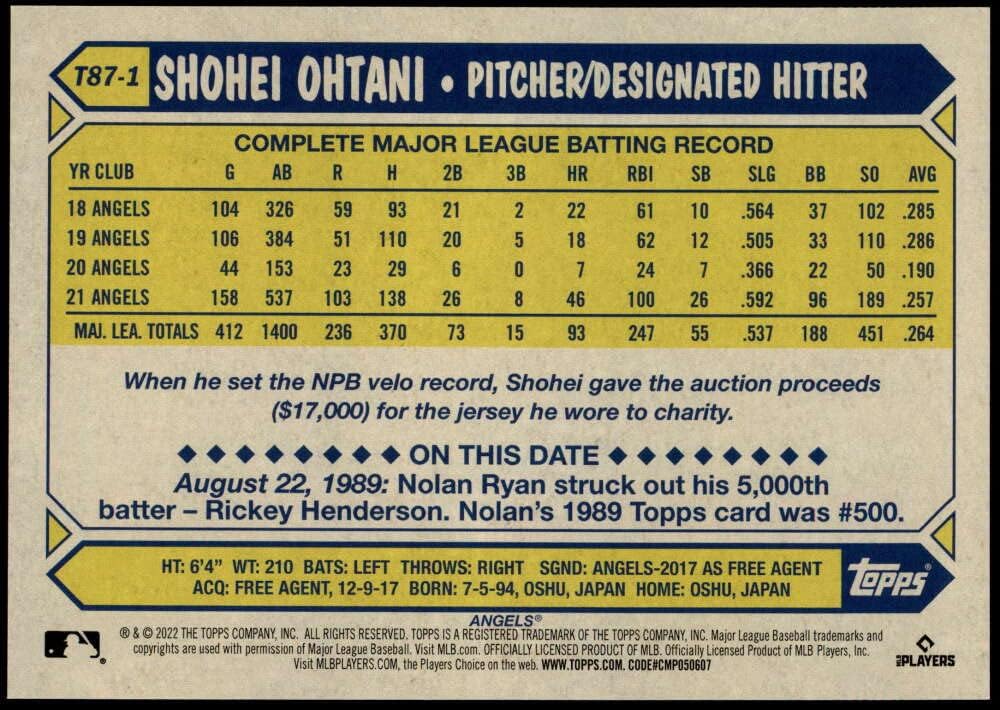 T87-1 SHOHEI OHTANI • PITCHER/DESIGNATED HITTER
COMPLETE MAJOR LEAGUE BATTING RECORD
YR CLUB G AB R H 2B 3B HR RBI SB SLG BB SO AVG
18 ANGELS 104 326 59 93 21 2 22 61 10 .564 37 102 .285
19 ANGELS 106 384 51 110 20 5 18 62 12 .505 33 110 .286
20 ANGELS 44 153 23 29 6 0 7 24 7 .366 22 50 .190
21 ANGELS 158 537 103 138 26 8 46 100 26 .592 96 189 .257
MAJ. LEA. TOTALS 412 1400 236 370 73 15 93 247 55 .537 188 451 .264
When he set the NPB velo record, Shohei gave the auction proceeds
($17,000) for the jersey he wore to charity.
◆ ◆ ◆ ◆ ◆ ◆ ◆ ◆ ON THIS DATE ◆ ◆ ◆ ◆ ◆ ◆ ◆ ◆
August 22, 1989: Nolan Ryan struck out his 5,000th
batter – Rickey Henderson. Nolan's 1989 Topps card was #500.
HT: 6'4" WT: 210 BATS: LEFT THROWS: RIGHT SGND: ANGELS-2017 AS FREE AGENT
ACQ: FREE AGENT, 12-9-17 BORN: 7-5-94, OSHU, JAPAN HOME: OSHU, JAPAN
TOPPS®
ANGELS®
® & © 2022 THE TOPPS COMPANY, INC. ALL RIGHTS RESERVED. TOPPS IS A REGISTERED TRADEMARK OF THE TOPPS COMPANY, INC. Major League Baseball trademarks and
copyrights are used with permission of Major League Baseball. Visit MLB.com. OFFICIALLY LICENSED PRODUCT OF MLB. Officially Licensed Product of MLB Players, Inc.
Visit MLBPLAYERS.COM, the Players Choice on the web. WWW.TOPPS.COM. CODE#CMP050607
MLB PLAYERS